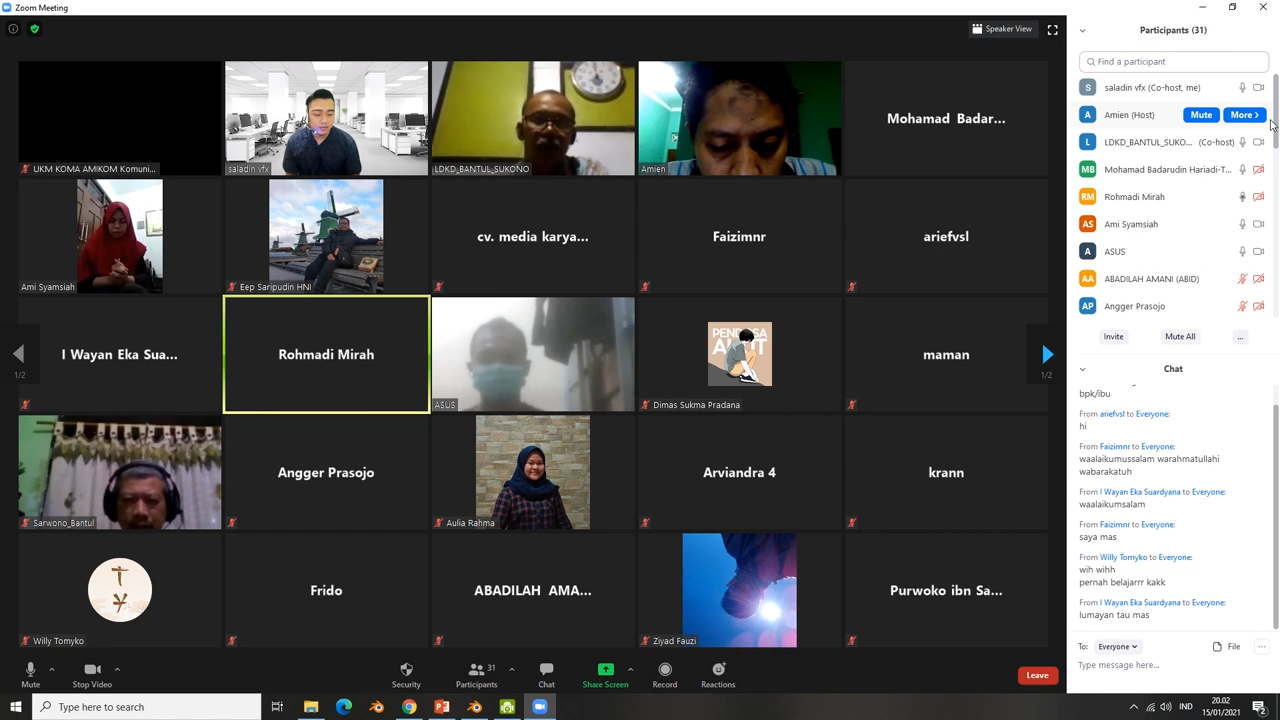 Zoom Meeting
Speaker View
UKM KOMA AMIKOM Komuni...
saladin vfx
LDKD_BANTUL_SUKONO
Amien
Mohamad Badar...
Ami Syamsiah
Eep Saripudin HNI
cv. media karya...
Faizimnr
ariefvsl
I Wayan Eka Sua...
Rohmadi Mirah
ASUS
Dimas Sukma Pradana
maman
1/2
1/2
Sarwono_Bantul
Angger Prasojo
Aulia Rahma
Arviandra 4
krann
Willy Tomyko
Frido
ABADILAH AMA...
Ziyad Fauzi
Purwoko ibn Sa...
Mute
Stop Video
Security
Participants
31
Chat
Share Screen
Record
Reactions
Leave
Participants (31)
Find a participant
S saladin vfx (Co-host, me)
A Amien (Host) Mute More >
L LDKD_BANTUL_SUKO... (Co-host)
MB Mohamad Badarudin Hariadi-T...
RM Rohmadi Mirah
AS Ami Syamsiah
A ASUS
AA ABADILAH AMANI (ABID)
AP Angger Prasojo
Invite Mute All ...
Chat
bpk/ibu
From ariefvsl to Everyone:
hi
From Faizimnr to Everyone:
waalaikumussalam warahmatullahi
wabarakatuh
From I Wayan Eka Suardyana to Everyone:
waalaikumsalam
From Faizimnr to Everyone:
saya mas
From Willy Tomyko to Everyone:
wih wihh
pernah belajarrr kakk
From I Wayan Eka Suardyana to Everyone:
lumayan tau mas
To: Everyone File ...
Type message here...
Type here to search
IND
20.02
15/01/2021
2